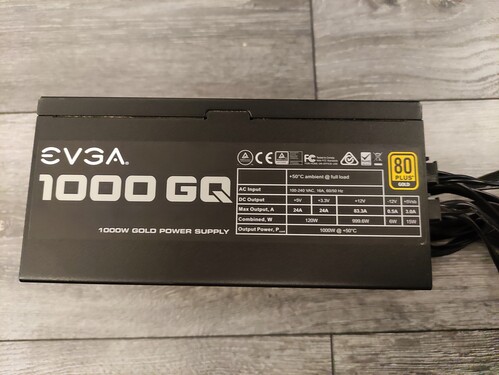 EVGA.
1000 GQ
1000W GOLD POWER SUPPLY
+50°C ambient @ full load
AC Input 100-240 VAC, 16A, 60/50 Hz
DC Output +5V +3.3V +12V -12V +5Vsb
Max Output, A 24A 24A 83.3A 0.5A 3.0A
Combined, W 120W 999.6W 6W 15W
Output Power, P 1000W @ +50°C
80
PLUS
GOLD